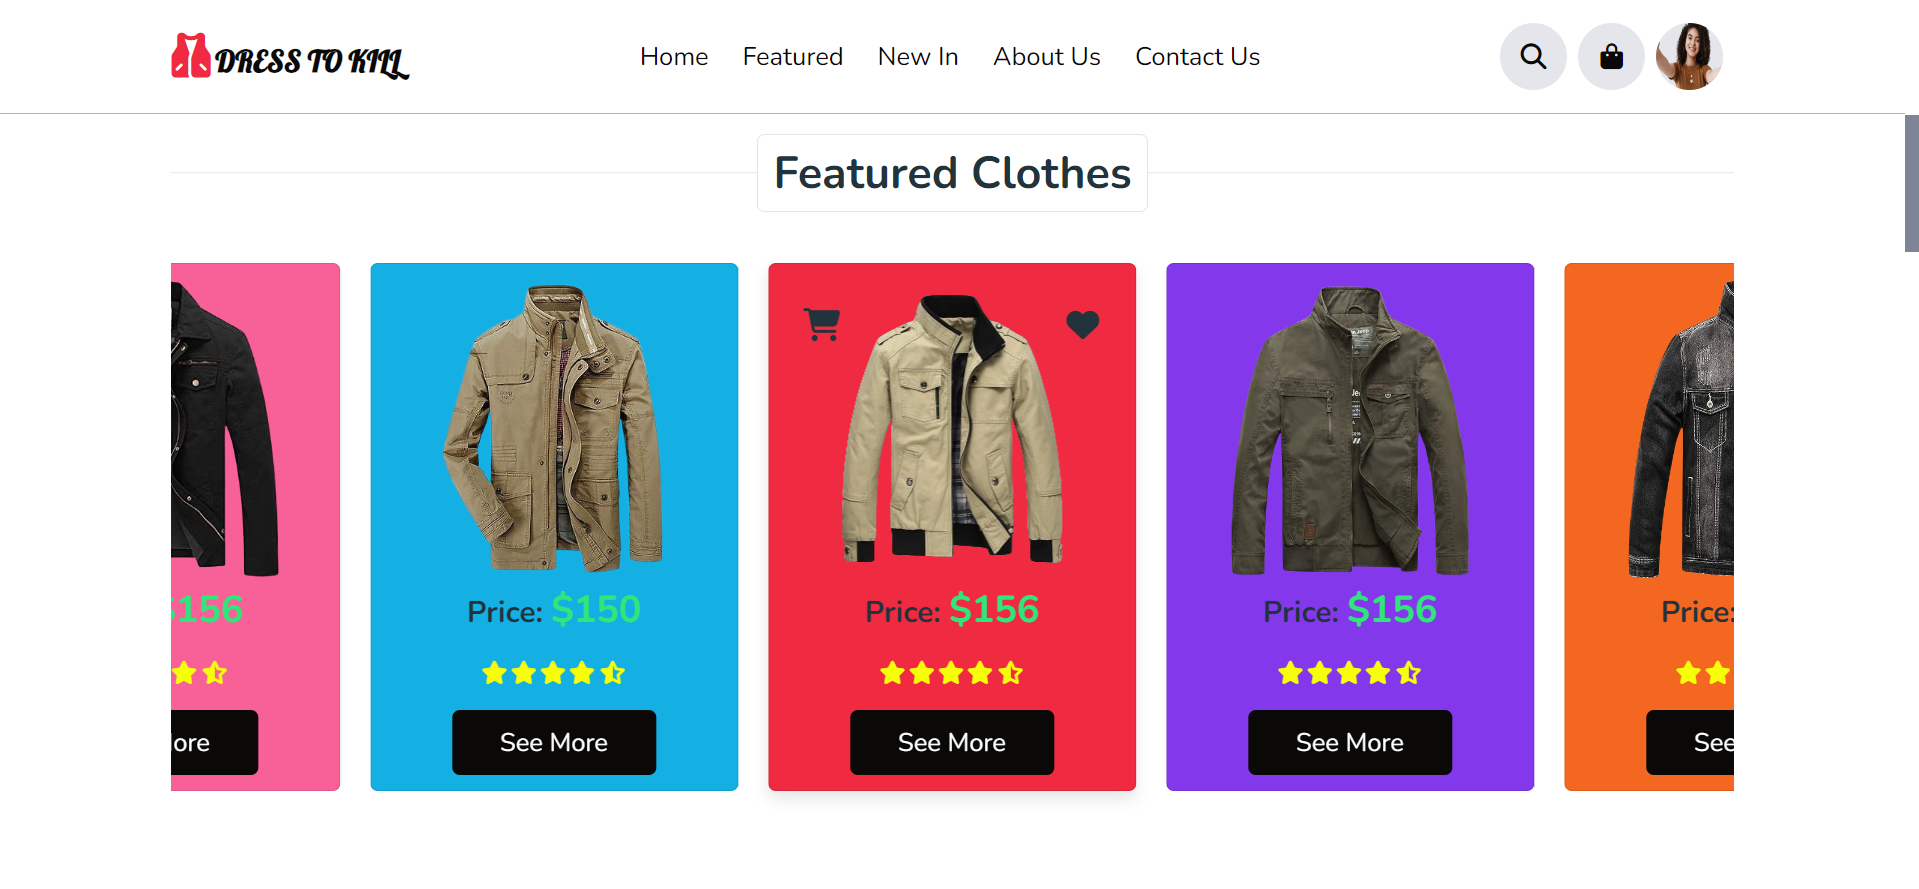 DRESS TO KILL
Home Featured New In About Us Contact Us
Featured Clothes
$156
Price: $150
Price: $156
Price: $156
Price:
See More
See More
See More
See